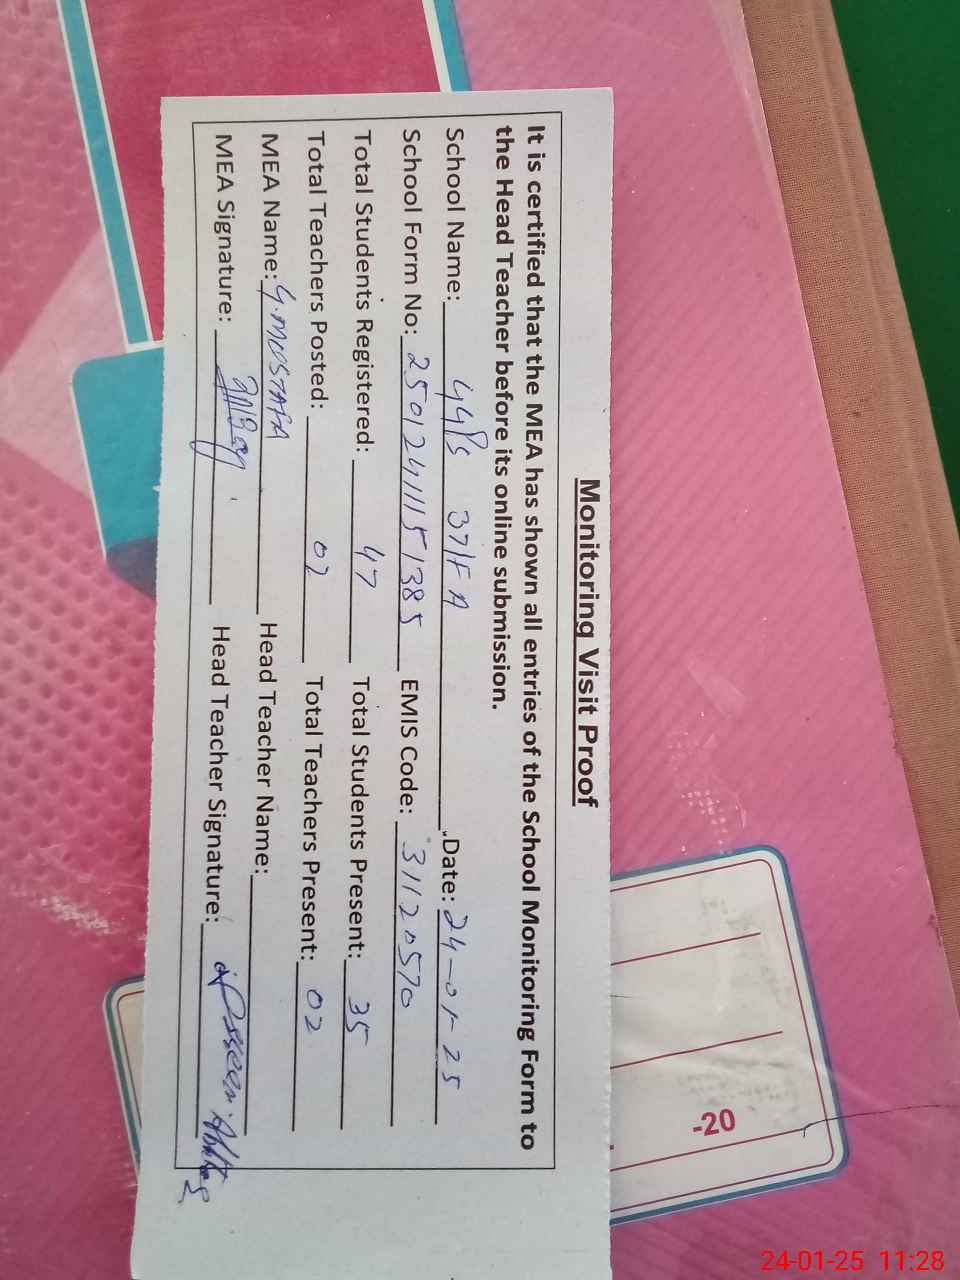 Monitoring Visit Proof
It is certified that the MEA has shown all entries of the School Monitoring Form to
the Head Teacher before its online submission.
School Name: GGPS 37/FA Date: 24-01-25
School Form No: 25012411151385 EMIS Code: 31120570
Total Students Registered: 47 Total Students Present: 35
Total Teachers Posted: 02 Total Teachers Present: 02
MEA Name: G.MUSTAFA Head Teacher Name:
MEA Signature: Head Teacher Signature:
-20
24-01-25 11:28